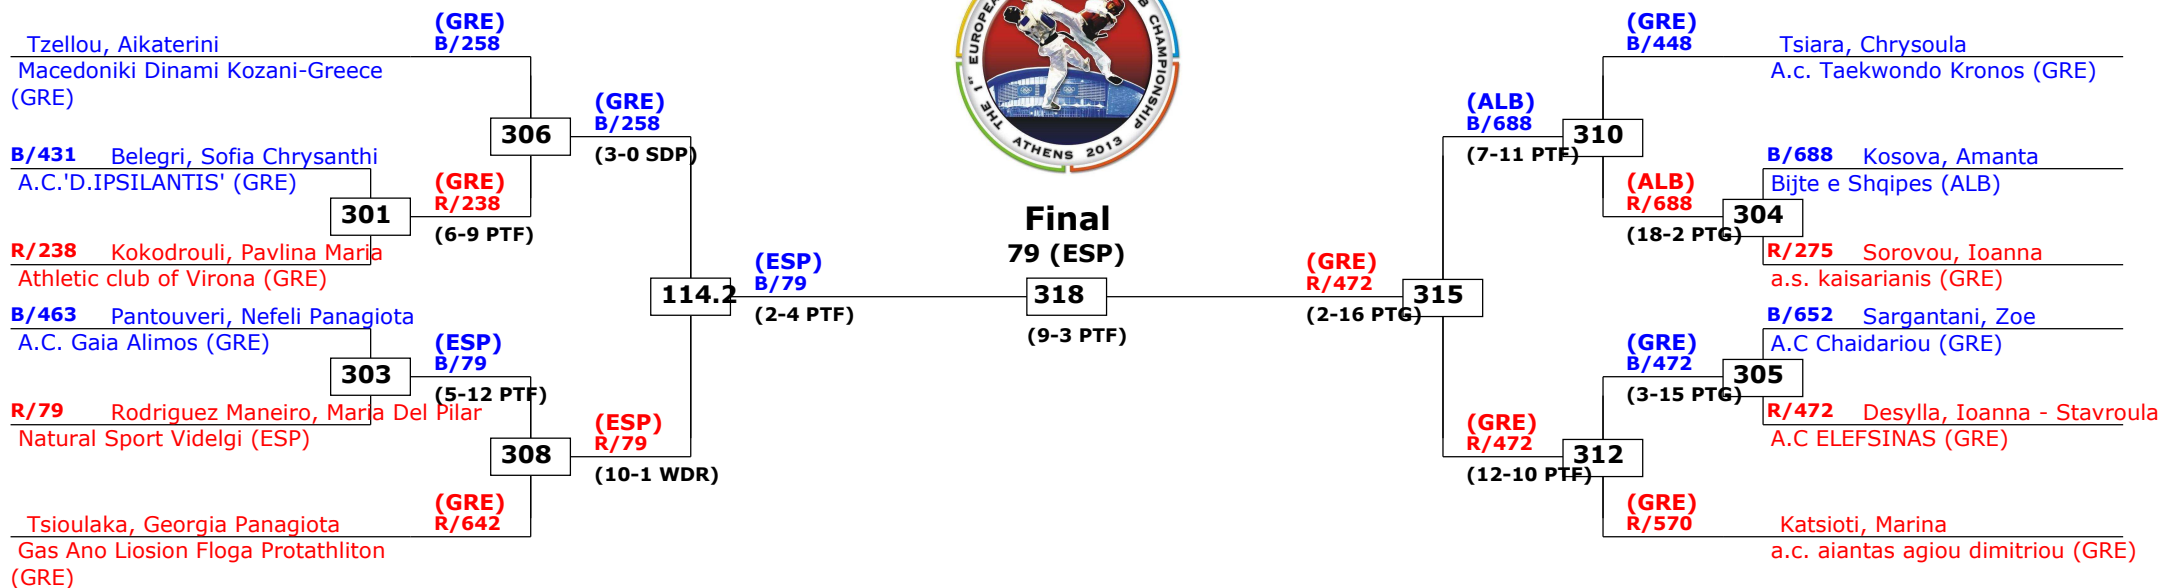 (GRE)
B/258
Tzellou, Aikaterini
Macedoniki Dinami Kozani-Greece
(GRE)
306
(GRE)
B/258
(3-0 SDP)
B/431 Belegri, Sofia Chrysanthi
A.C.'D.IPSILANTIS' (GRE)
301
(GRE)
R/238
(6-9 PTF)
R/238 Kokodrouli, Pavlina Maria
Athletic club of Virona (GRE)
114.2
(ESP)
B/79
(2-4 PTF)
B/463 Pantouveri, Nefeli Panagiota
A.C. Gaia Alimos (GRE)
303
(ESP)
B/79
(5-12 PTF)
R/79 Rodriguez Maneiro, Maria Del Pilar
Natural Sport Videlgi (ESP)
308
(ESP)
R/79
(10-1 WDR)
(GRE)
R/642
Tsioulaka, Georgia Panagiota
Gas Ano Liosion Floga Protathliton
(GRE)
THE 1st EUROPEA
B CHAMPIONSHIP
ATHENS 2013
Final
79 (ESP)
318
(9-3 PTF)
(GRE)
R/472
(2-16 PTG)
315
(GRE)
B/448
Tsiara, Chrysoula
A.c. Taekwondo Kronos (GRE)
(ALB)
B/688
(7-11 PTF)
310
B/688 Kosova, Amanta
Bijte e Shqipes (ALB)
(ALB)
R/688
(18-2 PTG)
304
R/275 Sorovou, Ioanna
a.s. kaisarianis (GRE)
B/652 Sargantani, Zoe
A.C Chaidariou (GRE)
(GRE)
B/472
(3-15 PTG)
305
R/472 Desylla, Ioanna - Stavroula
A.C ELEFSINAS (GRE)
(GRE)
R/472
(12-10 PTF)
312
(GRE)
R/570
Katsioti, Marina
a.c. aiantas agiou dimitriou (GRE)